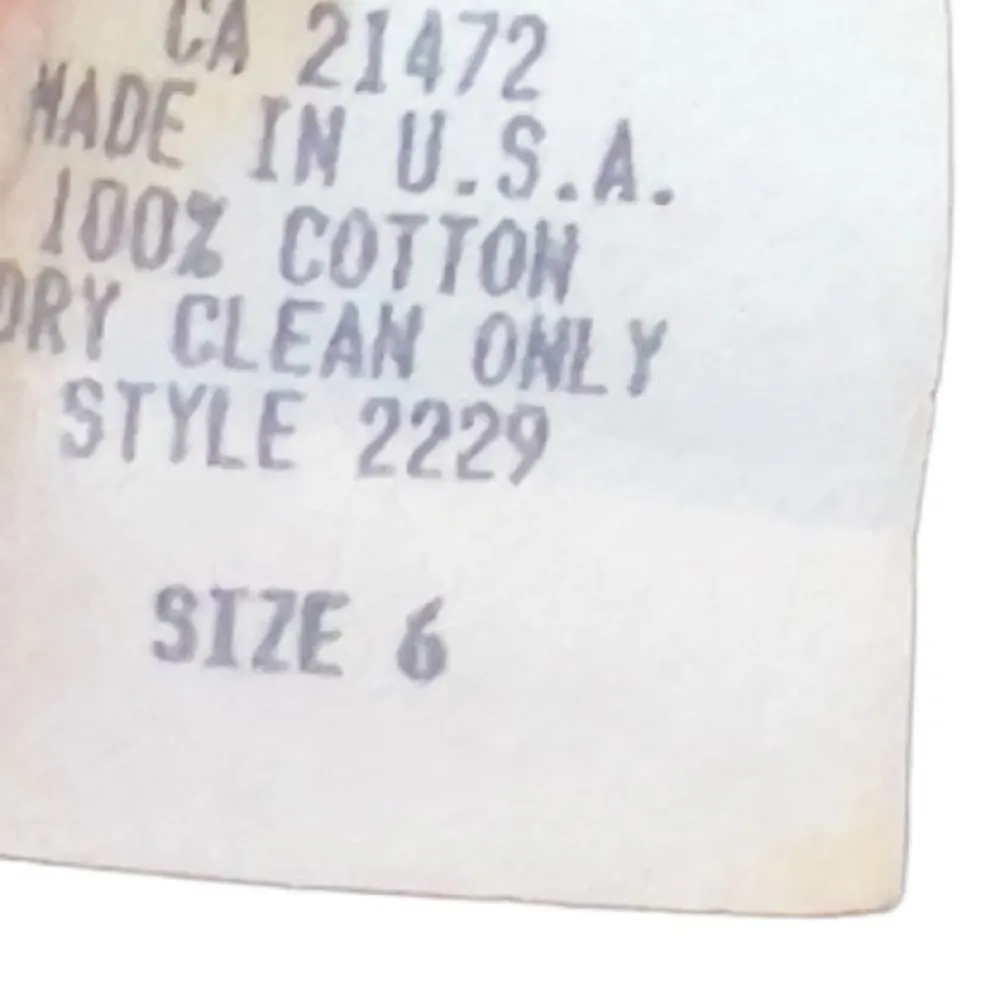 CA 21472
MADE IN U.S.A.
100% COTTON
DRY CLEAN ONLY
STYLE 2229
SIZE 6